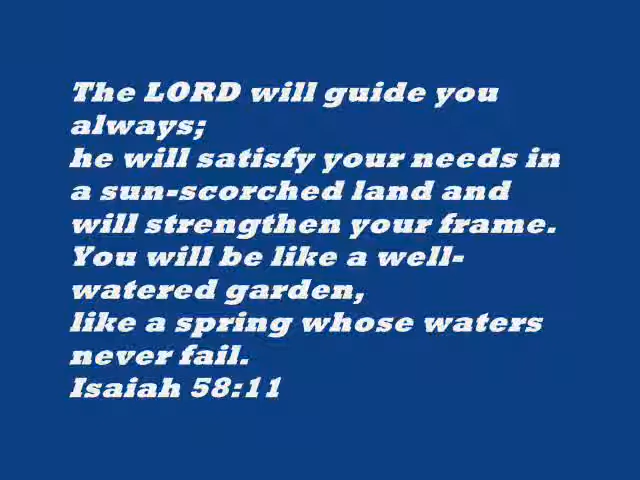 The LORD will guide you
always;
he will satisfy your needs in
a sun-scorched land and
will strengthen your frame.
You will be like a well-
watered garden,
like a spring whose waters
never fail.
Isaiah 58:11